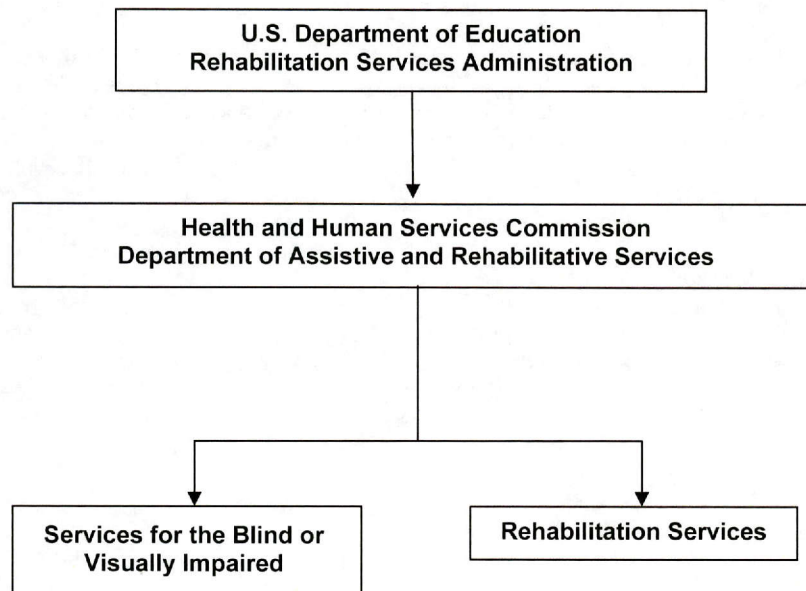 U.S. Department of Education
Rehabilitation Services Administration
Health and Human Services Commission
Department of Assistive and Rehabilitative Services
Services for the Blind or
Visually Impaired
Rehabilitation Services